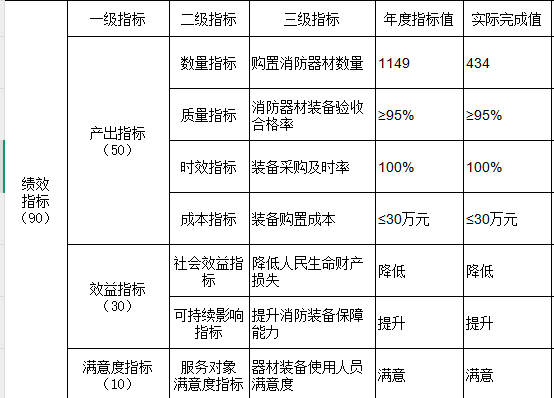 一级指标 二级指标 三级指标 年度指标值 实际完成值
绩效
指标
（90）
产出指标
（50）
数量指标 购置消防器材数量 1149 434
质量指标 消防器材装备验收
合格率 ≥95% ≥95%
时效指标 装备采购及时率 100% 100%
成本指标 装备购置成本 ≤30万元 ≤30万元
效益指标
（30）
社会效益指
标 降低人民生命财产
损失 降低 降低
可持续影响
指标 提升消防装备保障
能力 提升 提升
满意度指标
（10）
服务对象
满意度指标 器材装备使用人员
满意度 满意 满意